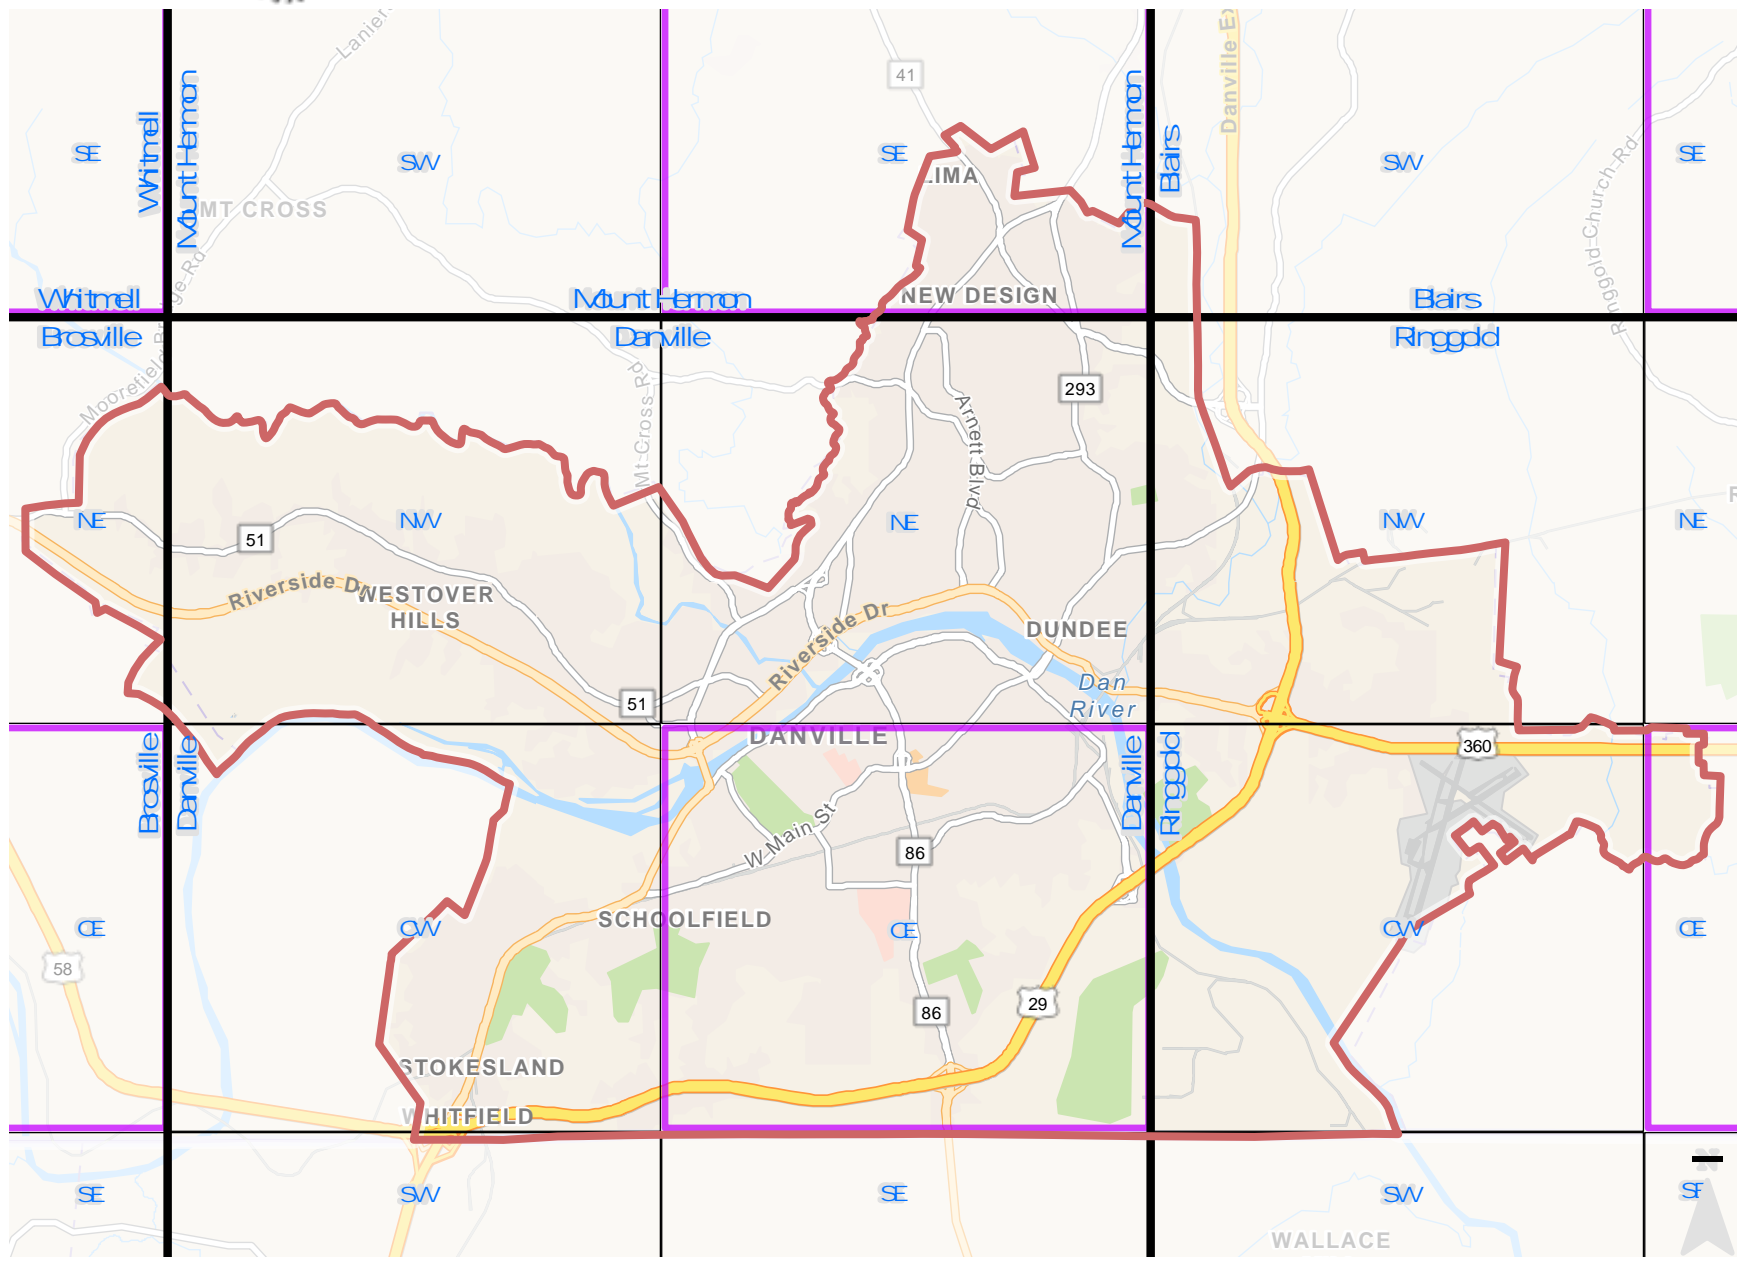 Lanier
41
Danville Ex
SE
Whitmell
Mount Hermon
SW
SE
LIMA
Mount Hermon
Blairs
SW
SE
Ringgold-Church-Rd
MT CROSS
Whitmell
Mount Hermon
NEW DESIGN
Blairs
Brosville
Danville
Ringgold
Moorefield
ge-Rd
Mt-Cross-Rd
293
Arnett Blvd
NE
51
NW
NE
NW
NE
R
Riverside Dr
WESTOVER
HILLS
Riverside Dr
DUNDEE
51
Dan
River
DANVILLE
360
Brosville
Danville
Danville
Ringgold
W Main St
86
SCHOOLFIELD
CE
CW
CE
CW
CE
58
86
29
STOKESLAND
WHITFIELD
SE
SW
SE
SW
N
WALLACE